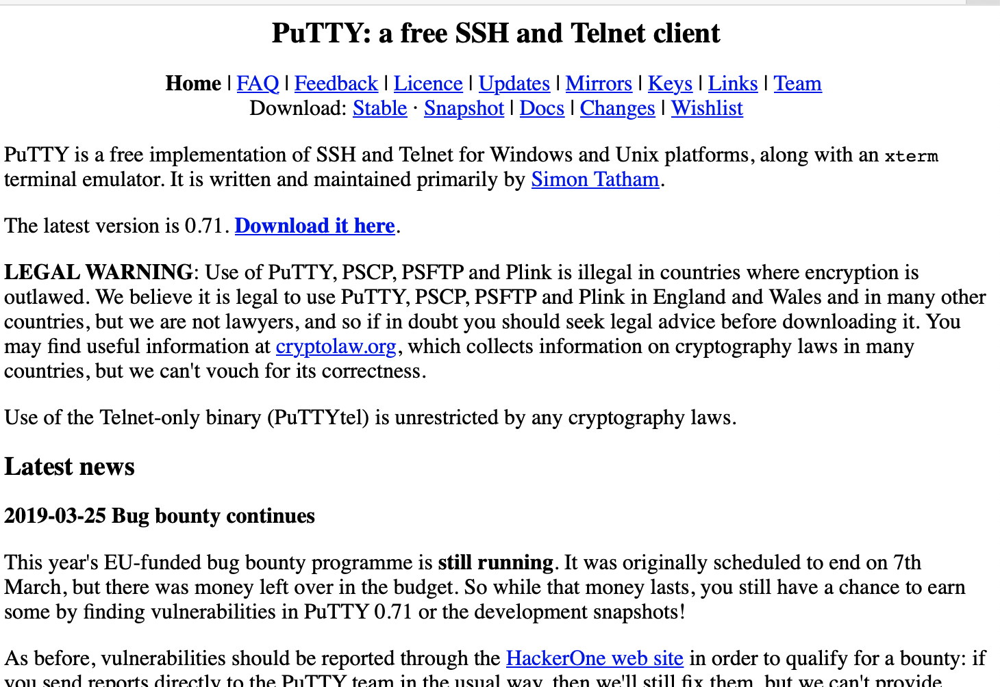 PuTTY: a free SSH and Telnet client
Home | FAQ | Feedback | Licence | Updates | Mirrors | Keys | Links | Team
Download: Stable · Snapshot | Docs | Changes | Wishlist
PuTTY is a free implementation of SSH and Telnet for Windows and Unix platforms, along with an xterm
terminal emulator. It is written and maintained primarily by Simon Tatham.
The latest version is 0.71. Download it here.
LEGAL WARNING: Use of PuTTY, PSCP, PSFTP and Plink is illegal in countries where encryption is
outlawed. We believe it is legal to use PuTTY, PSCP, PSFTP and Plink in England and Wales and in many other
countries, but we are not lawyers, and so if in doubt you should seek legal advice before downloading it. You
may find useful information at cryptolaw.org, which collects information on cryptography laws in many
countries, but we can't vouch for its correctness.
Use of the Telnet-only binary (PuTTYtel) is unrestricted by any cryptography laws.
Latest news
2019-03-25 Bug bounty continues
This year's EU-funded bug bounty programme is still running. It was originally scheduled to end on 7th
March, but there was money left over in the budget. So while that money lasts, you still have a chance to earn
some by finding vulnerabilities in PuTTY 0.71 or the development snapshots!
As before, vulnerabilities should be reported through the HackerOne web site in order to qualify for a bounty: if
you send reports directly to the PuTTY team in the usual way, then we'll still fix them, but we can't provide